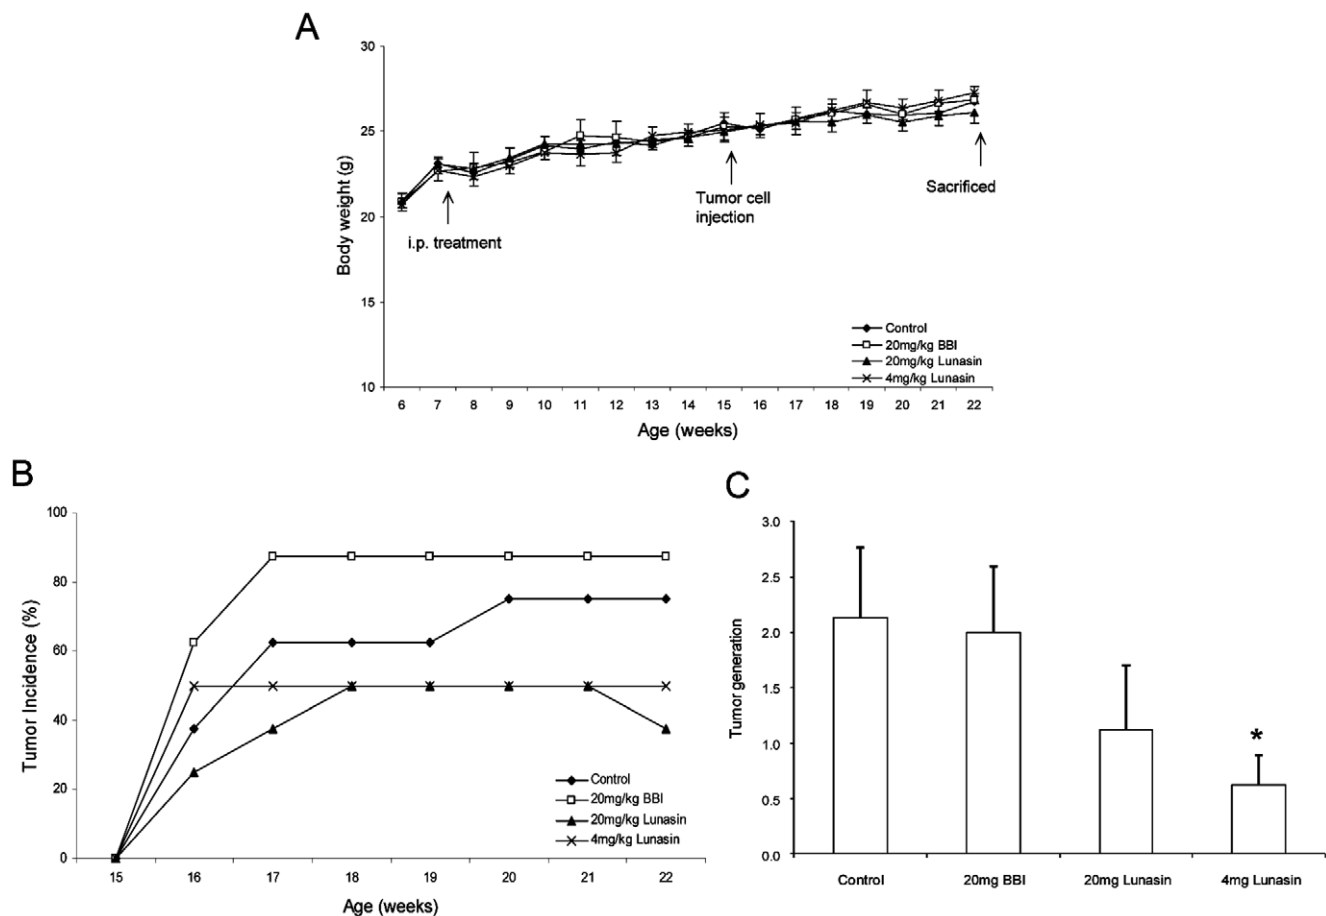 A
30
25
20
15
10
Body weight (g)
i.p. treatment
Tumor cell
injection
Sacrificed
Control
20mg/kg BBI
20mg/kg Lunasin
4mg/kg Lunasin
6 7 8 9 10 11 12 13 14 15 16 17 18 19 20 21 22
Age (weeks)
B
100
80
60
40
20
0
Tumor Incidence (%)
Control
20mg/kg BBI
20mg/kg Lunasin
4mg/kg Lunasin
15 16 17 18 19 20 21 22
Age (weeks)
C
3.0
2.5
2.0
1.5
1.0
0.5
0.0
Tumor generation
*
Control 20mg BBI 20mg Lunasin 4mg Lunasin